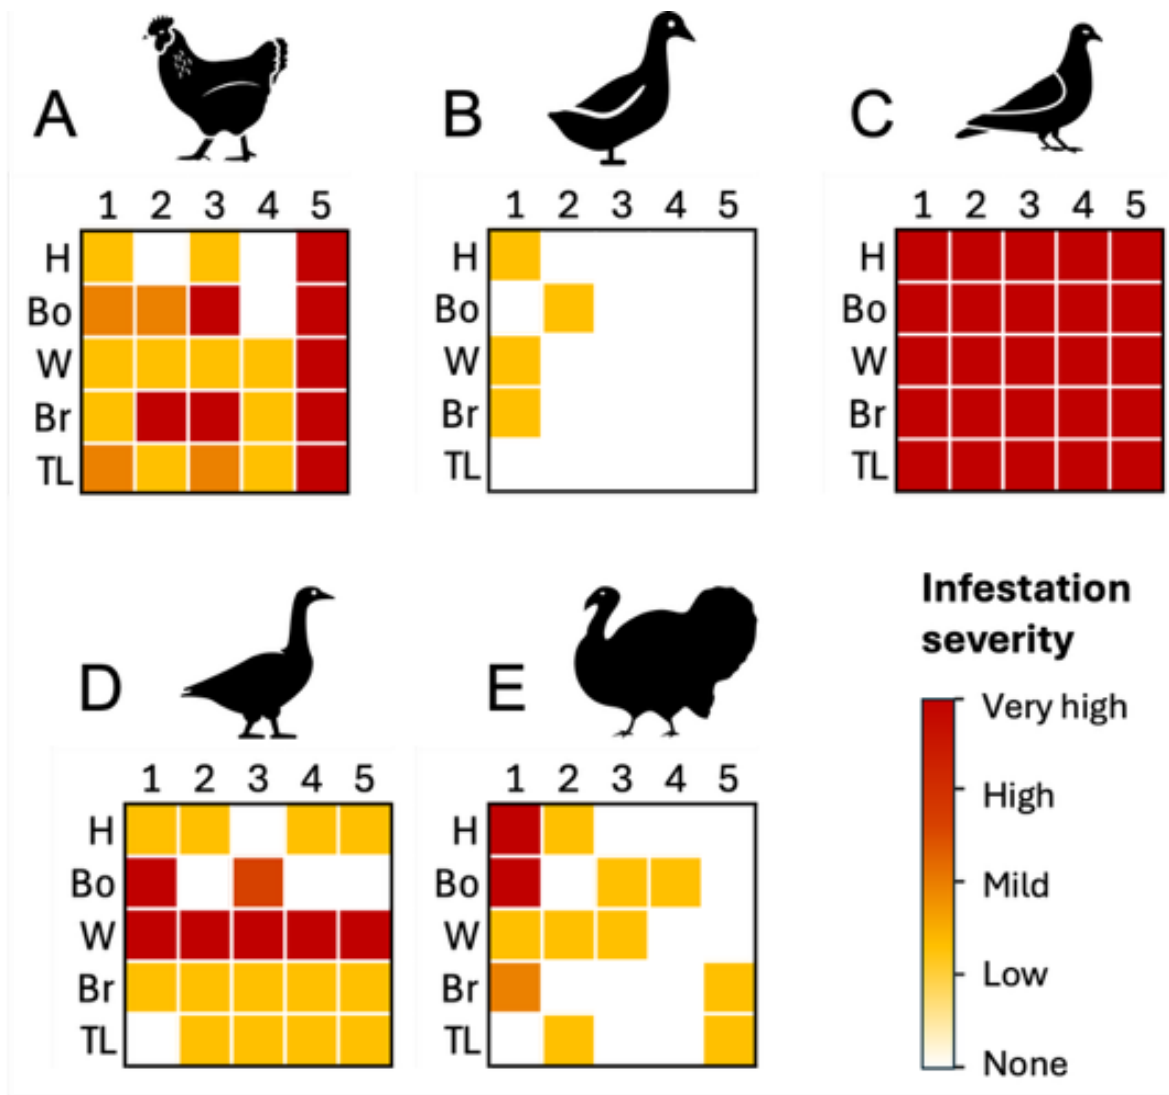 A
B
C
1 2 3 4 5
H
Bo
W
Br
TL
1 2 3 4 5
H
Bo
W
Br
TL
1 2 3 4 5
H
Bo
W
Br
TL
D
E
1 2 3 4 5
H
Bo
W
Br
TL
1 2 3 4 5
H
Bo
W
Br
TL
Infestation
severity
Very high
High
Mild
Low
None